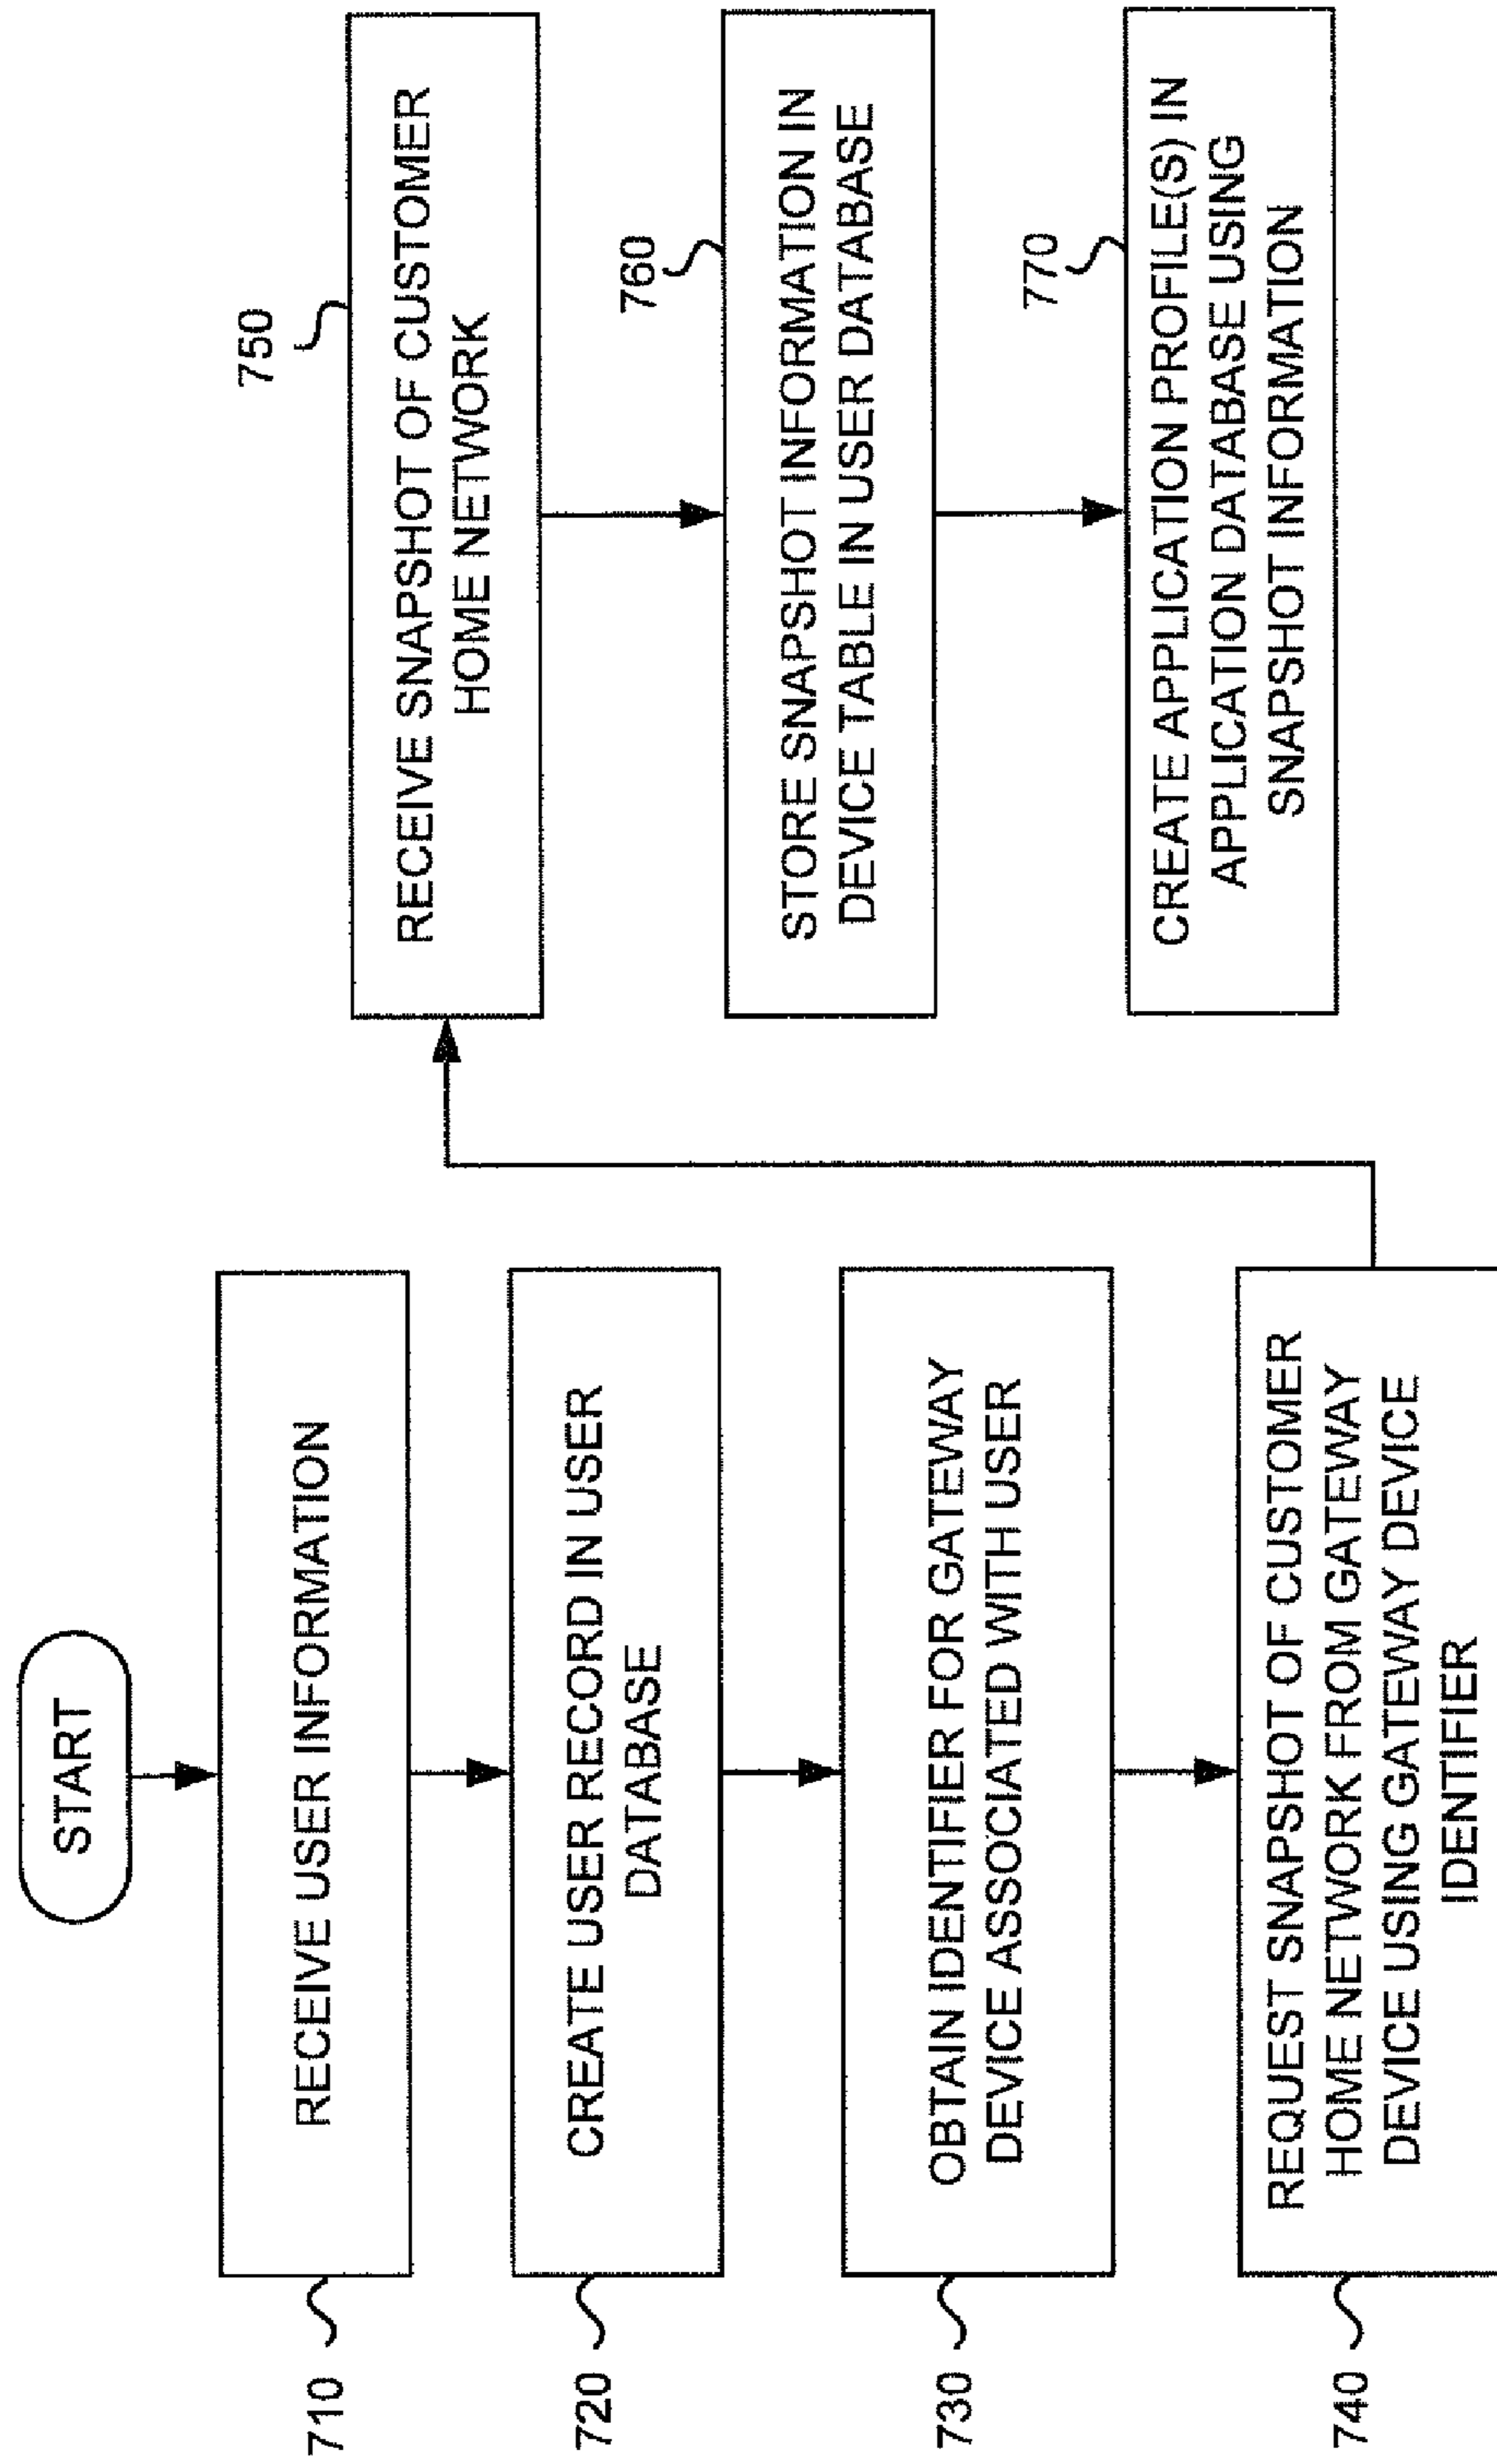 START
710
RECEIVE USER INFORMATION
720
CREATE USER RECORD IN USER
DATABASE
730
OBTAIN IDENTIFIER FOR GATEWAY
DEVICE ASSOCIATED WITH USER
740
REQUEST SNAPSHOT OF CUSTOMER
HOME NETWORK FROM GATEWAY
DEVICE USING GATEWAY DEVICE
IDENTIFIER
750
RECEIVE SNAPSHOT OF CUSTOMER
HOME NETWORK
760
STORE SNAPSHOT INFORMATION IN
DEVICE TABLE IN USER DATABASE
770
CREATE APPLICATION PROFILE(S) IN
APPLICATION DATABASE USING
SNAPSHOT INFORMATION